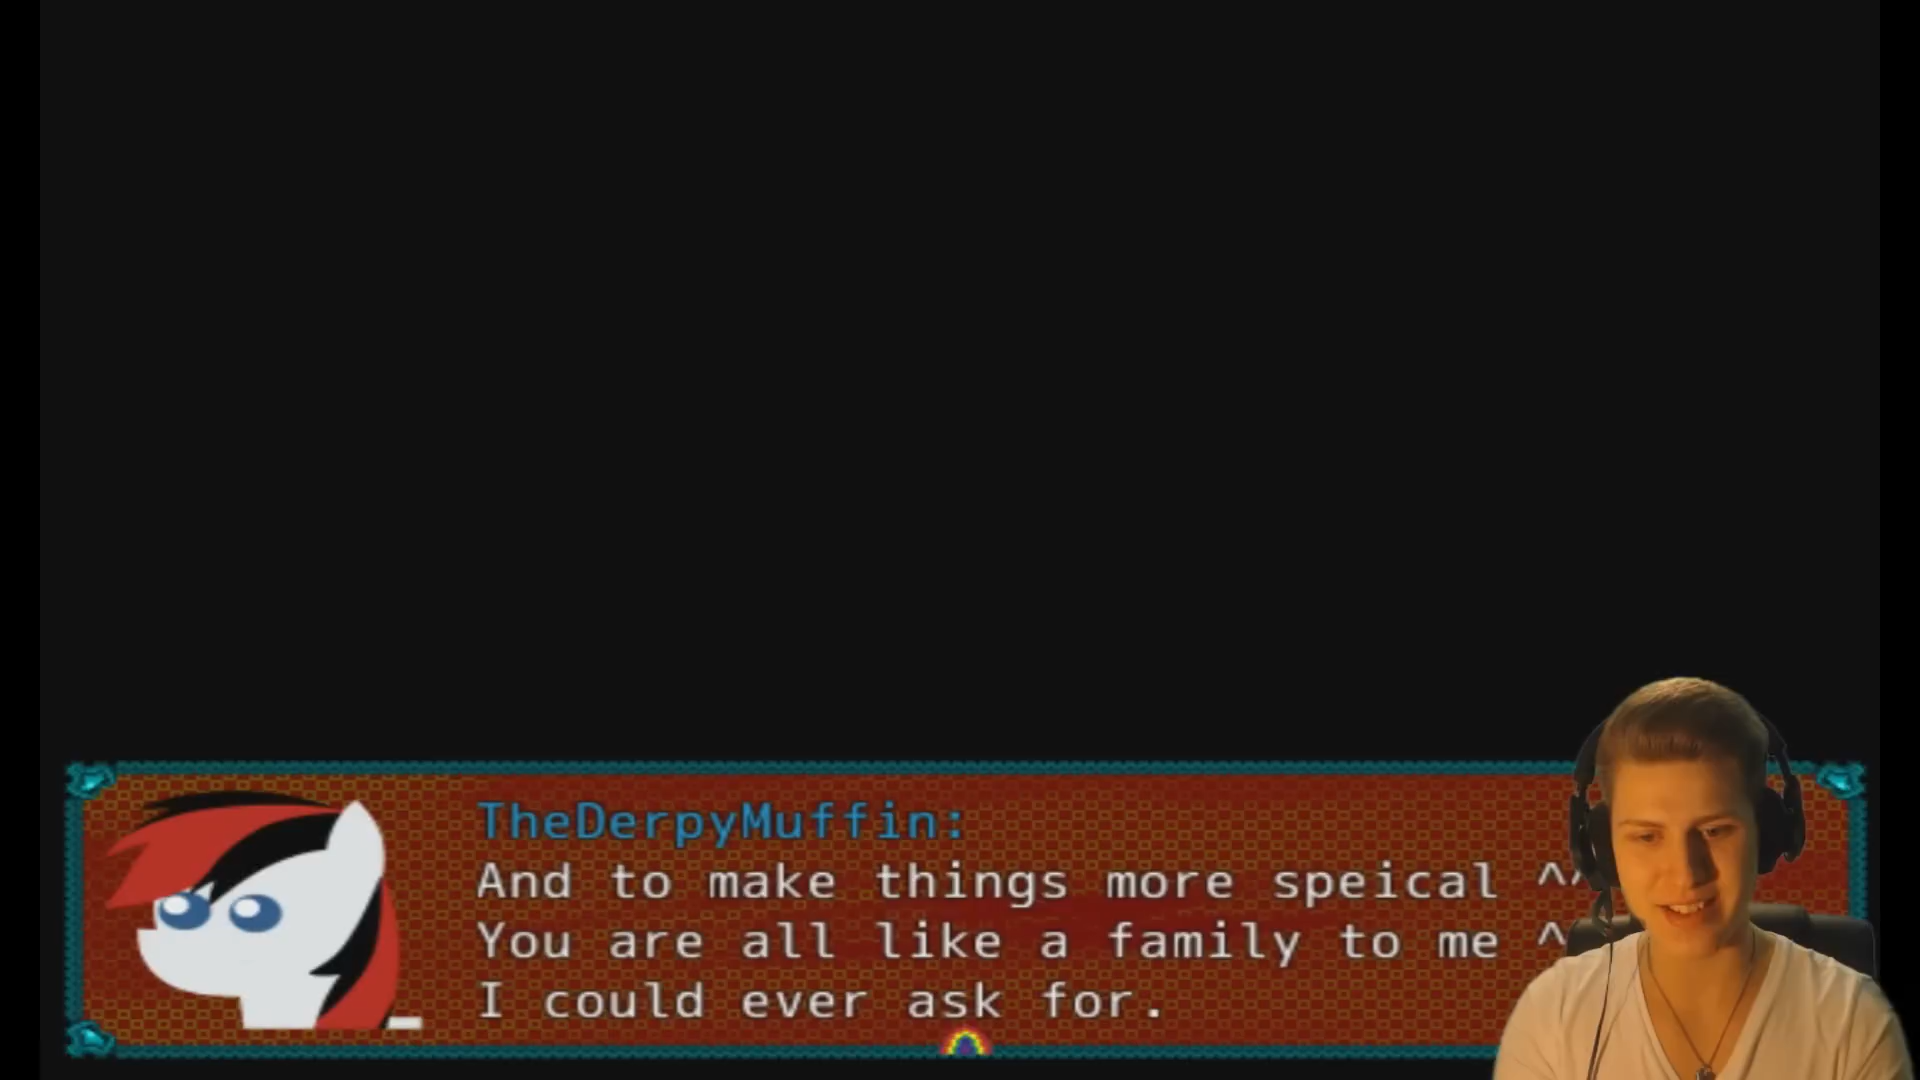 TheDerpyMuffin:
And to make things more speical ^^
You are all like a family to me ^
I could ever ask for.